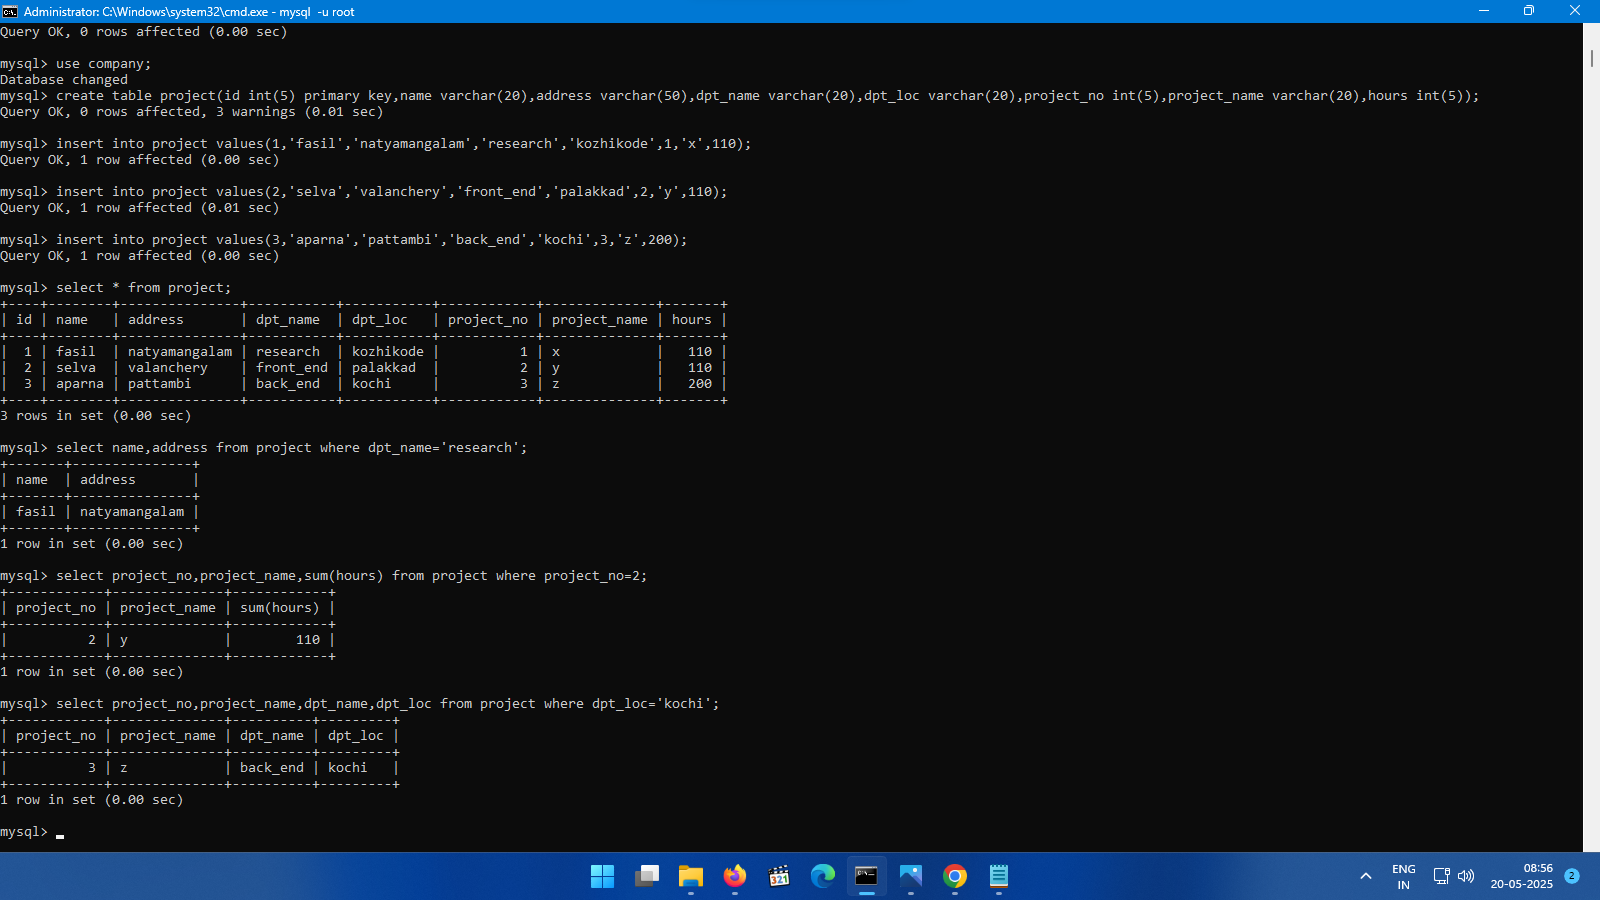 Administrator: C:\Windows\system32\cmd.exe - mysql  -u root
Query OK, 0 rows affected (0.00 sec)
mysql> use company;
Database changed
mysql> create table project(id int(5) primary key,name varchar(20),address varchar(50),dpt_name varchar(20),dpt_loc varchar(20),project_no int(5),project_name varchar(20),hours int(5));
Query OK, 0 rows affected, 3 warnings (0.01 sec)
mysql> insert into project values(1,'fasil','natyamangalam','research','kozhikode',1,'x',110);
Query OK, 1 row affected (0.00 sec)
mysql> insert into project values(2,'selva','valanchery','front_end','palakkad',2,'y',110);
Query OK, 1 row affected (0.01 sec)
mysql> insert into project values(3,'aparna','pattambi','back_end','kochi',3,'z',200);
Query OK, 1 row affected (0.00 sec)
mysql> select * from project;
+----+--------+---------------+-----------+-----------+------------+--------------+-------+
| id | name   | address       | dpt_name  | dpt_loc   | project_no | project_name | hours |
+----+--------+---------------+-----------+-----------+------------+--------------+-------+
|  1 | fasil  | natyamangalam | research  | kozhikode |          1 | x            |   110 |
|  2 | selva  | valanchery    | front_end | palakkad  |          2 | y            |   110 |
|  3 | aparna | pattambi      | back_end  | kochi     |          3 | z            |   200 |
+----+--------+---------------+-----------+-----------+------------+--------------+-------+
3 rows in set (0.00 sec)
mysql> select name,address from project where dpt_name='research';
+-------+---------------+
| name  | address       |
+-------+---------------+
| fasil | natyamangalam |
+-------+---------------+
1 row in set (0.00 sec)
mysql> select project_no,project_name,sum(hours) from project where project_no=2;
+------------+--------------+------------+
| project_no | project_name | sum(hours) |
+------------+--------------+------------+
|          2 | y            |        110 |
+------------+--------------+------------+
1 row in set (0.00 sec)
mysql> select project_no,project_name,dpt_name,dpt_loc from project where dpt_loc='kochi';
+------------+--------------+----------+---------+
| project_no | project_name | dpt_name | dpt_loc |
+------------+--------------+----------+---------+
|          3 | z            | back_end | kochi   |
+------------+--------------+----------+---------+
1 row in set (0.00 sec)
mysql> _
321
ENG
IN
08:56
20-05-2025
2